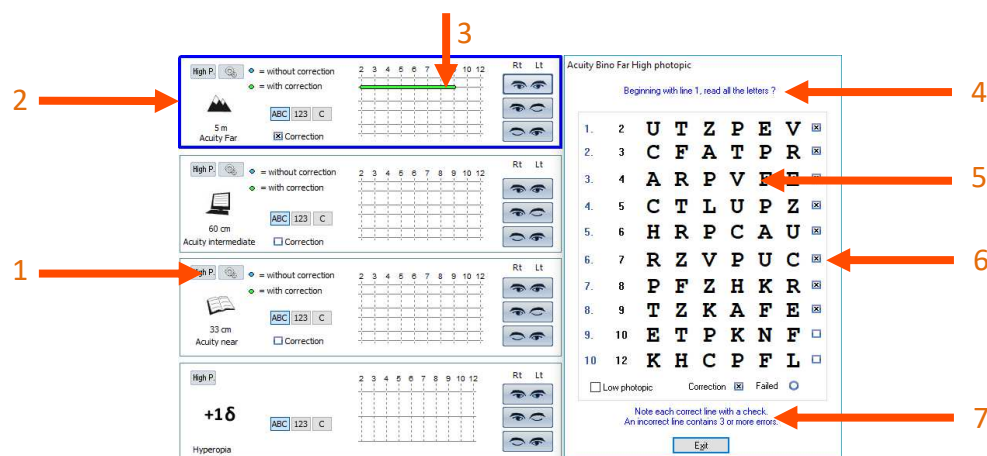 3
High P. = without correction
= with correction
2 3 4 5 6 7 8 10 12
Rt Lt
2
5 m
Acuity Far
ABC 123 C
Correction
High P. = without correction
= with correction
2 3 4 5 6 7 8 9 10 12
Rt Lt
60 cm
Acuity intermediate
ABC 123 C
Correction
1
High P. = without correction
= with correction
2 3 4 5 6 7 8 9 10 12
Rt Lt
33 cm
Acuity near
ABC 123 C
Correction
High P.
2 3 4 5 6 7 8 9 10 12
Rt Lt
+1δ
ABC 123 C
Hyperopia
Acuity Bino Far High photopic
Beginning with line 1, read all the letters ?
4
1. 2 U T Z P E V
2. 3 C F A T P R
3. 4 A R P V
5
4. 5 C T L U P Z
5. 6 H R P C A U
6. 7 R Z V P U C
6
7. 8 P F Z H K R
8. 9 T Z K A F E
9. 10 E T P K N F
10 12 K H C P F L
Low photopic Correction Failed
Note each correct line with a check.
An incorrect line contains 3 or more errors.
7
Exit